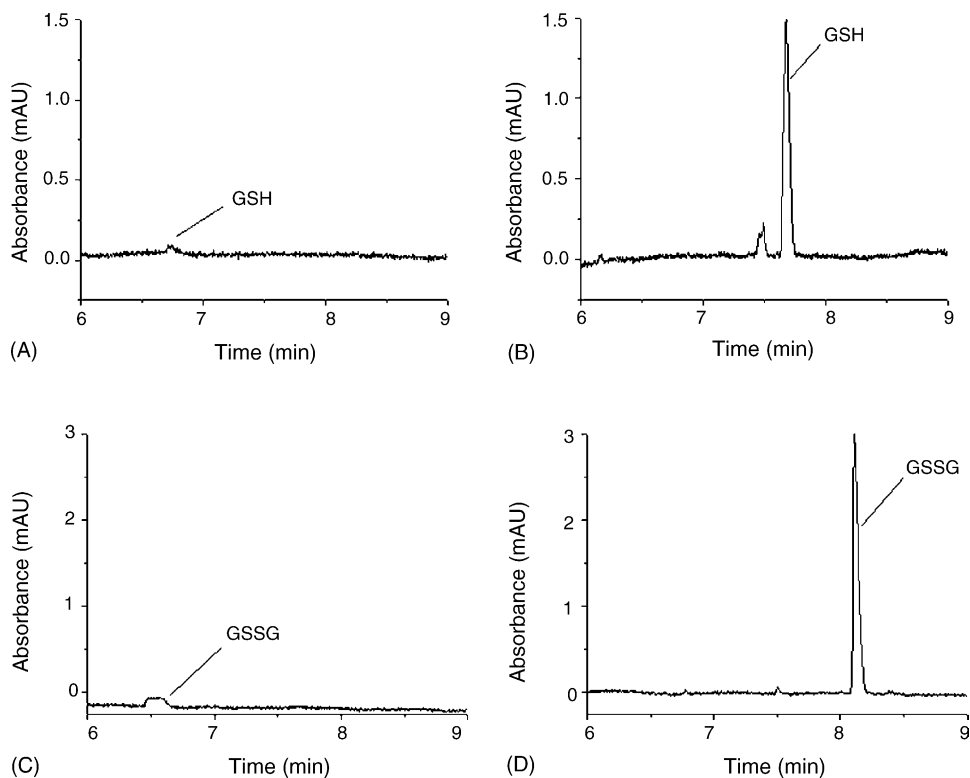 1.5
1.0
0.5
0.0
Absorbance (mAU)
GSH
6 7 8 9
Time (min)
(A)
1.5
1.0
0.5
0.0
Absorbance (mAU)
GSH
6 7 8 9
Time (min)
(B)
3
2
1
0
Absorbance (mAU)
GSSG
6 7 8 9
Time (min)
(C)
3
2
1
0
Absorbance (mAU)
GSSG
6 7 8 9
Time (min)
(D)